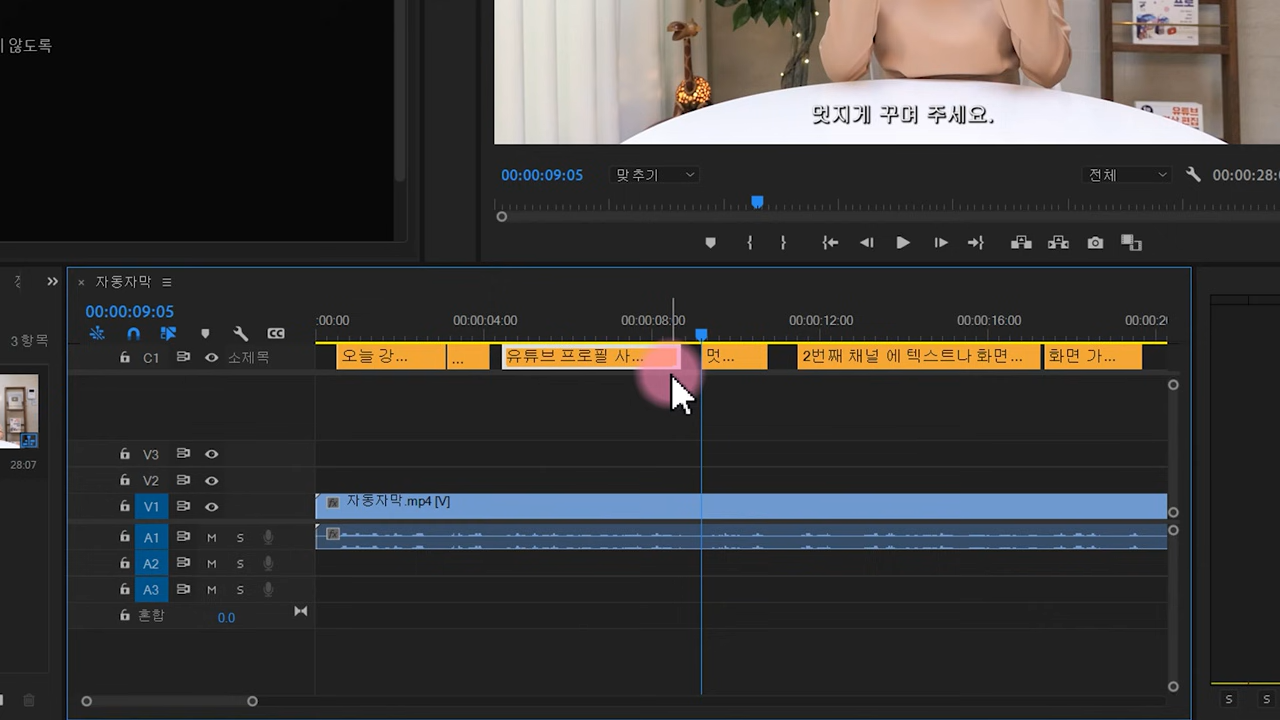 지 않도록
멋지게 꾸며 주세요.
00:00:09:05
맞추기
전체
00:00:28:0
3항목
28:07
자동자막
00:00:09:05
:00:00
00:00:04:00
00:00:08:00
00:00:12:00
00:00:16:00
00:00:20
C1
소제목
오늘 강...
...
유튜브 프로필 사...
멋...
2번째 채널 에 텍스트나 화면...
화면 가...
V3
V2
V1
fx
자동자막.mp4 [V]
A1
M
S
fx
A2
M
S
A3
M
S
혼합
0.0
S
S